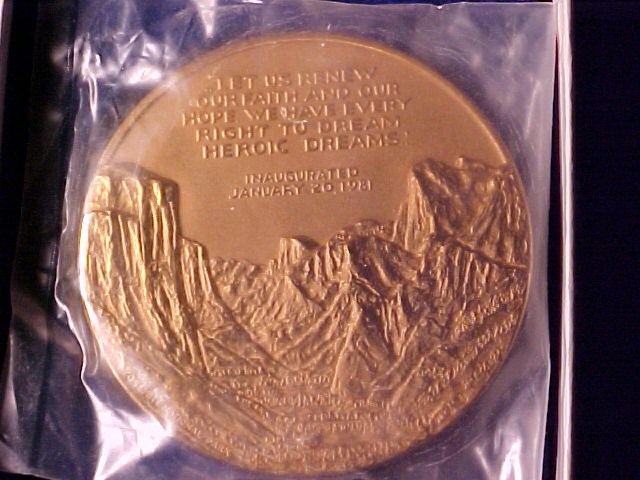 "LET US RENEW
OUR FAITH AND OUR
HOPE WE HAVE EVERY
RIGHT TO DREAM
HEROIC DREAMS."
INAUGURATED
JANUARY 20, 1981